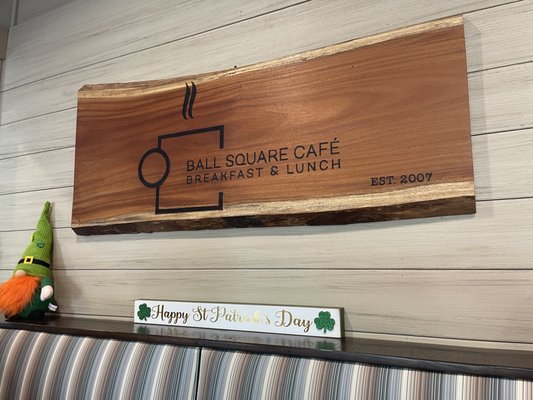 BALL SQUARE CAFÉ
BREAKFAST & LUNCH
EST. 2007
Happy St Patrick's Day